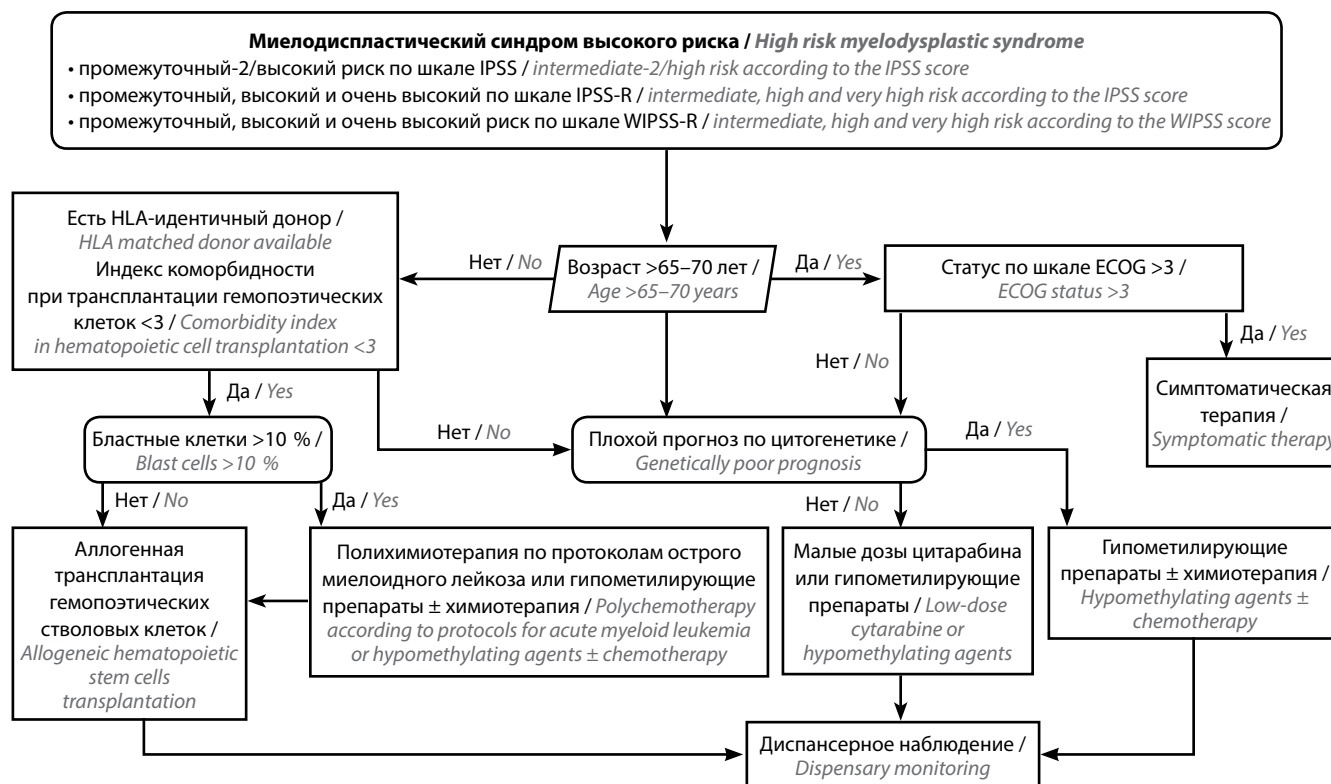 Миелодиспластический синдром высокого риска / High risk myelodysplastic syndrome
• промежуточный-2/высокий риск по шкале IPSS / intermediate-2/high risk according to the IPSS score
• промежуточный, высокий и очень высокий по шкале IPSS-R / intermediate, high and very high risk according to the IPSS score
• промежуточный, высокий и очень высокий риск по шкале WIPSS-R / intermediate, high and very high risk according to the WIPSS score
Есть HLA-идентичный донор /
HLA matched donor available
Индекс коморбидности
при трансплантации гемопоэтических
клеток <3 / Comorbidity index
in hematopoietic cell transplantation <3
Нет / No
Возраст >65–70 лет /
Age >65–70 years
Да / Yes
Статус по шкале ECOG >3 /
ECOG status >3
Да / Yes
Нет / No
Да / Yes
Симптоматическая
терапия /
Symptomatic therapy
Бластные клетки >10 % /
Blast cells >10 %
Нет / No
Плохой прогноз по цитогенетике /
Genetically poor prognosis
Да / Yes
Нет / No
Да / Yes
Нет / No
Аллогенная
трансплантация
гемопоэтических
стволовых клеток /
Allogeneic hematopoietic
stem cells
transplantation
Полихимиотерапия по протоколам острого
миелоидного лейкоза или гипометилирующие
препараты ± химиотерапия / Polychemotherapy
according to protocols for acute myeloid leukemia
or hypomethylating agents ± chemotherapy
Малые дозы цитарабина
или гипометилирующие
препараты / Low-dose
cytarabine or
hypomethylating agents
Гипометилирующие
препараты ± химиотерапия /
Hypomethylating agents ±
chemotherapy
Диспансерное наблюдение /
Dispensary monitoring